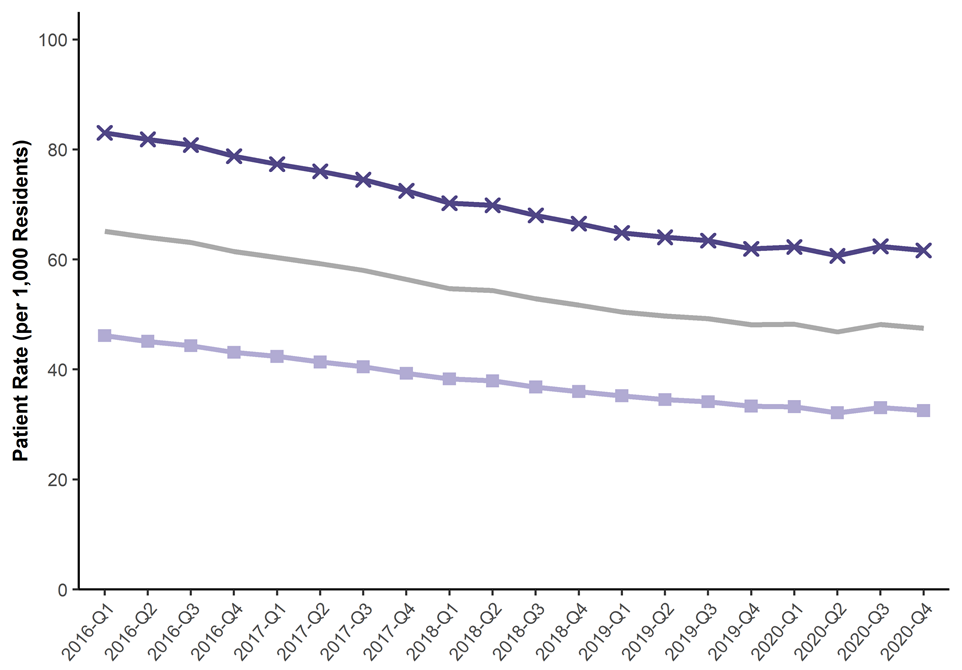 Patient Rate (per 1,000 Residents)
100
80
60
40
20
0
2016-Q1
2016-Q2
2016-Q3
2016-Q4
2017-Q1
2017-Q2
2017-Q3
2017-Q4
2018-Q1
2018-Q2
2018-Q3
2018-Q4
2019-Q1
2019-Q2
2019-Q3
2019-Q4
2020-Q1
2020-Q2
2020-Q3
2020-Q4